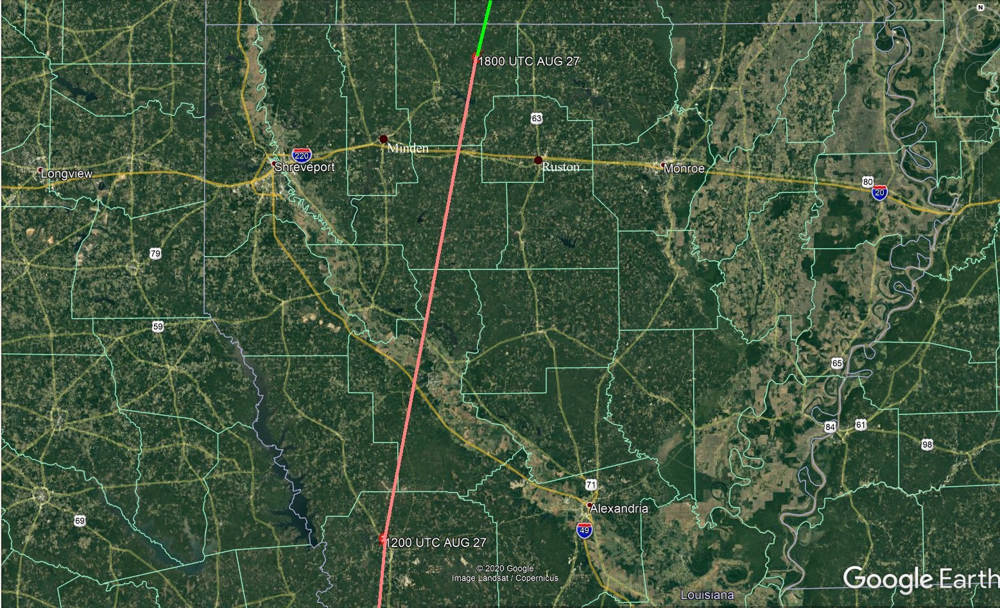 N
1800 UTC AUG 27
63
Minden
220
Shreveport
Ruston
Longview
Monroe
80
20
79
59
65
84
61
98
71
Alexandria
69
49
1200 UTC AUG 27
© 2020 Google
Image Landsat / Copernicus
Google Earth
Louisiana